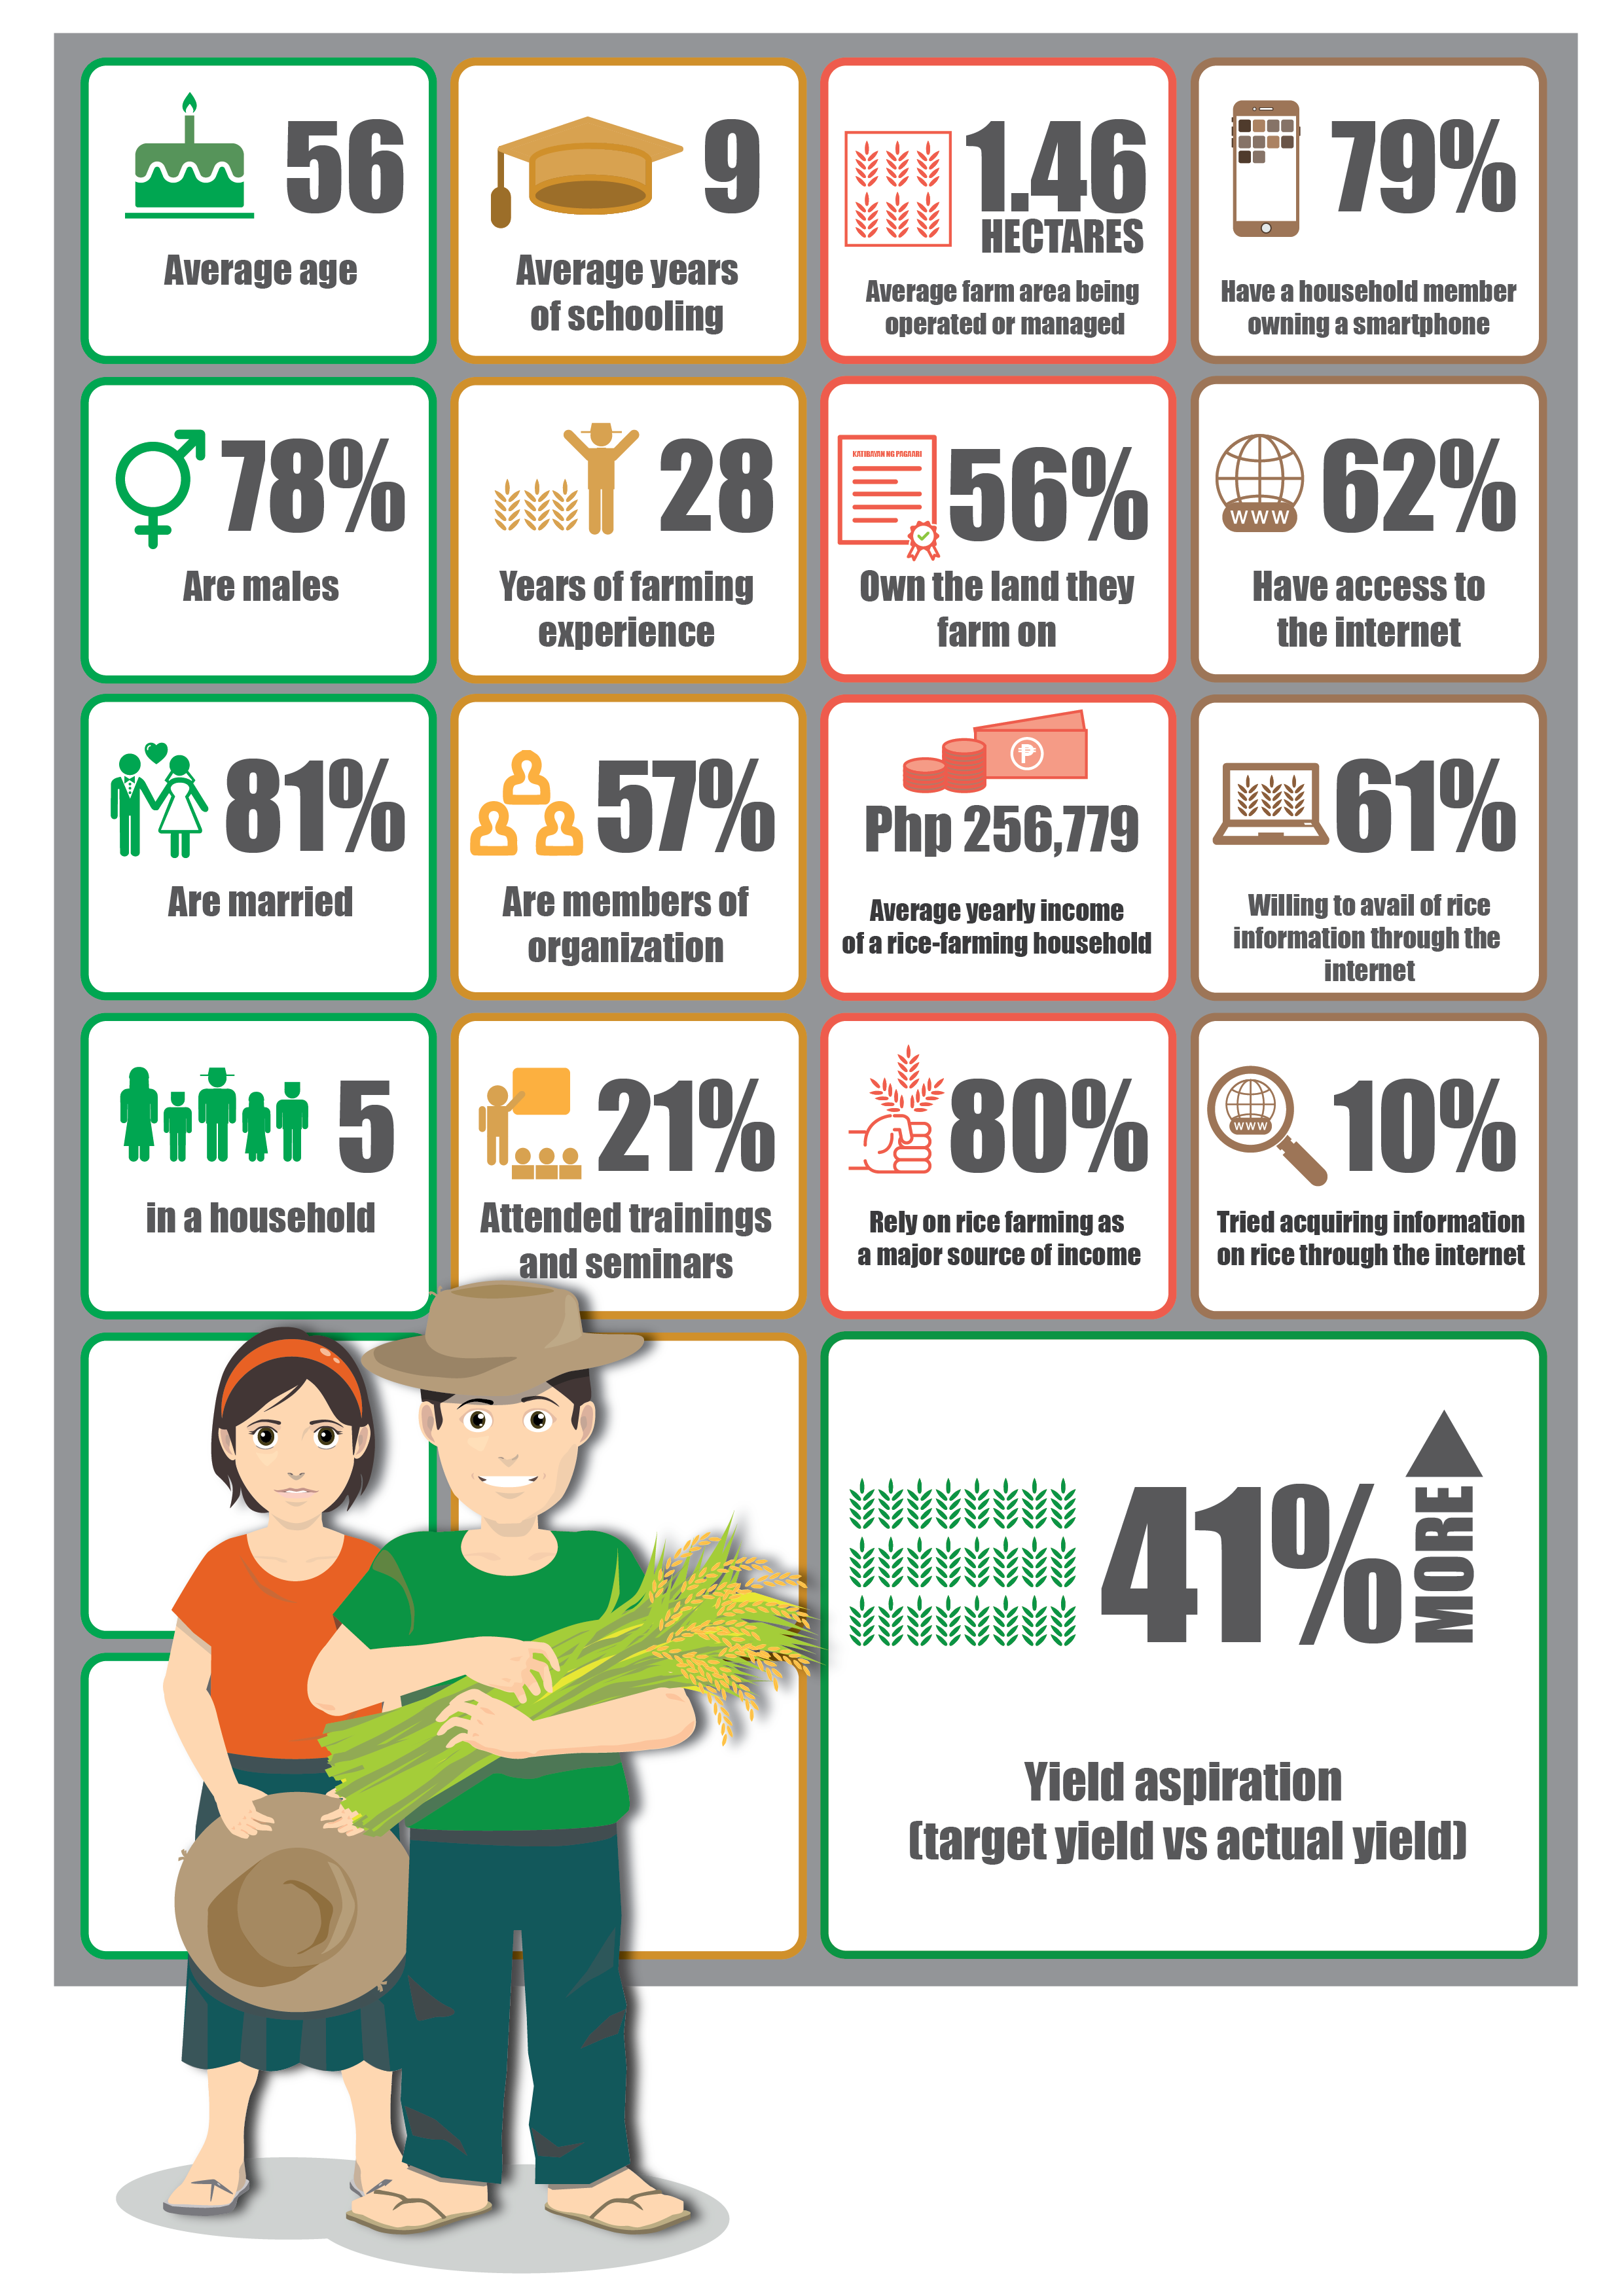 56
Average age
9
Average years
of schooling
1.46
HECTARES
Average farm area being
operated or managed
79%
Have a household member
owning a smartphone
78%
Are males
28
Years of farming
experience
KATIBAYAN NG PAGAARI
56%
Own the land they
farm on
WWW
62%
Have access to
the internet
81%
Are married
57%
Are members of
organization
₱
Php 256,779
Average yearly income
of a rice-farming household
61%
Willing to avail of rice
information through the
internet
5
in a household
21%
Attended trainings
and seminars
80%
Rely on rice farming as
a major source of income
WWW
10%
Tried acquiring information
on rice through the internet
41%
MORE
Yield aspiration
(target yield vs actual yield)